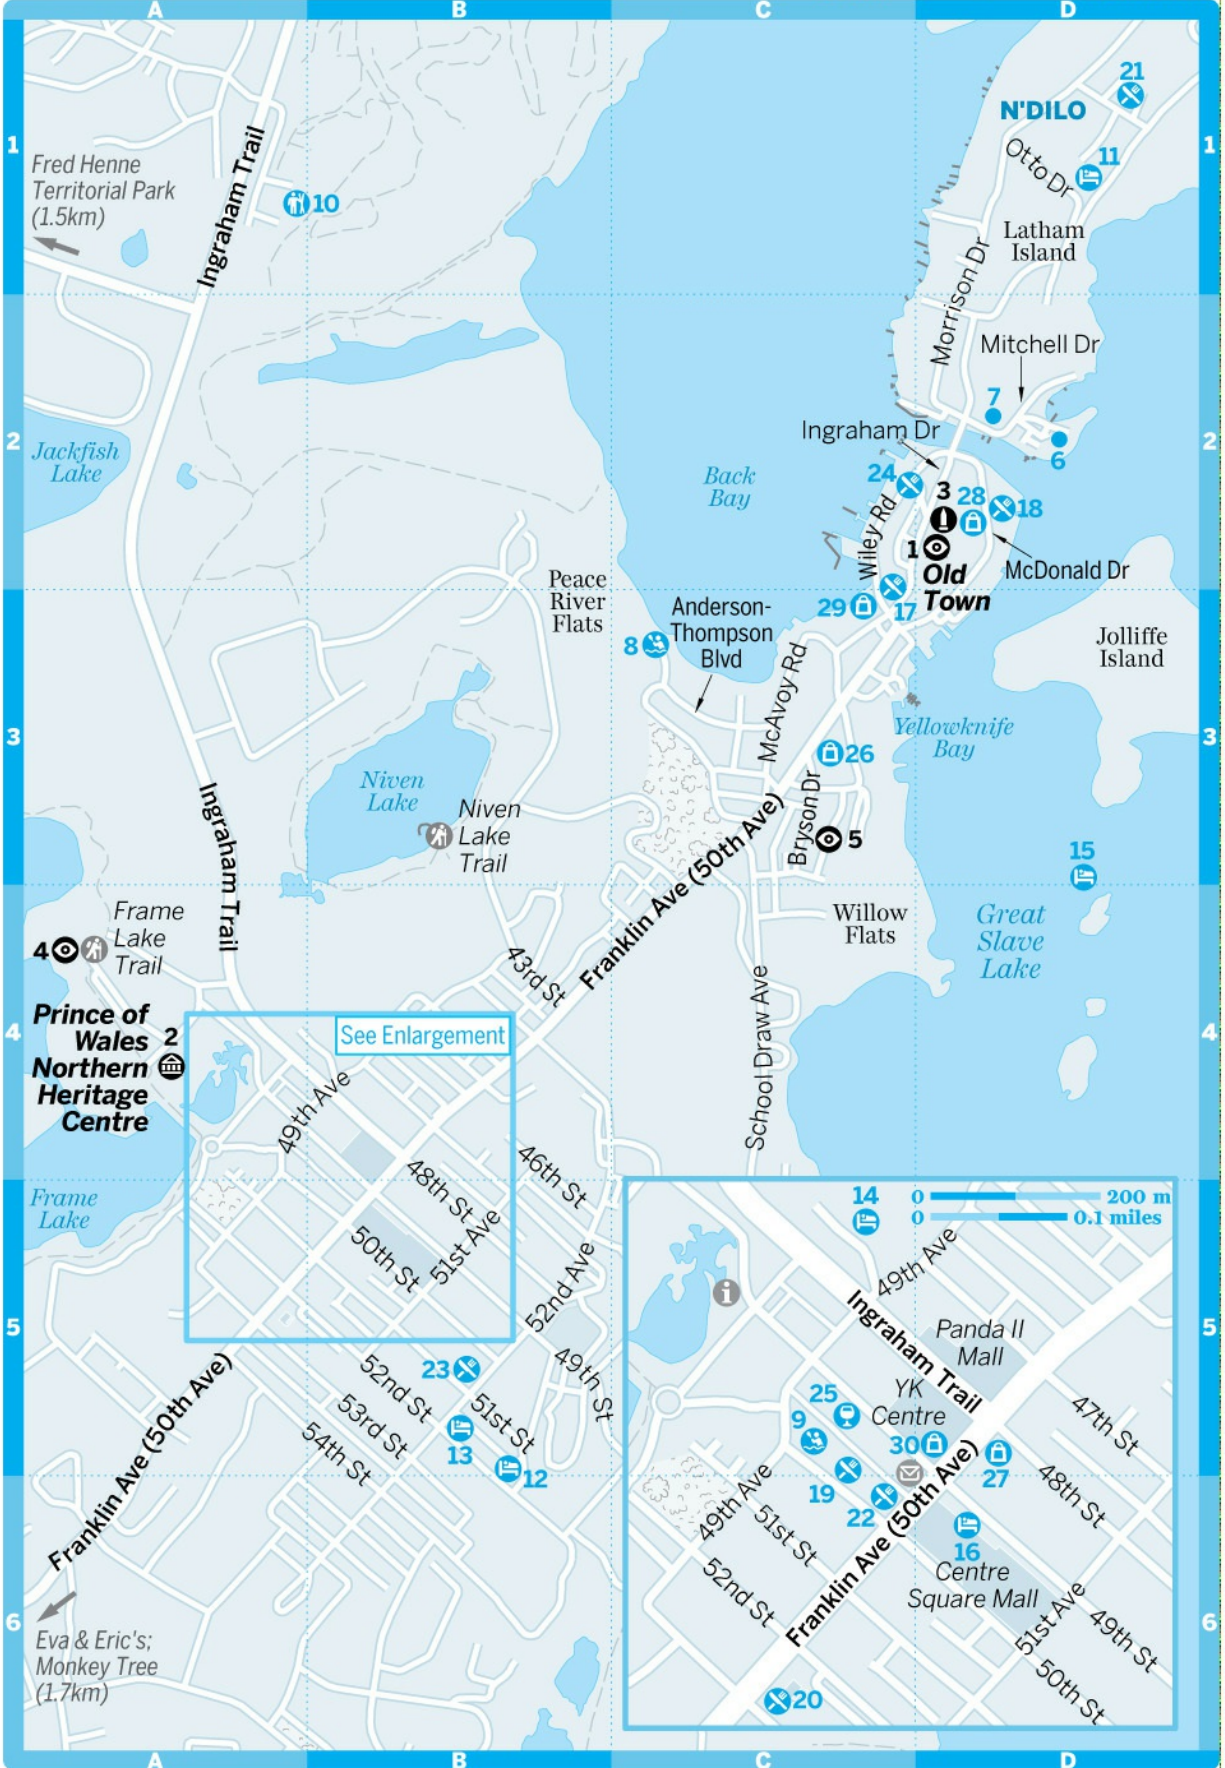 A
B
C
D
1
1
21
N'DILO
Otto Dr
11
Fred Henne
Territorial Park
(1.5km)
Ingraham Trail
10
Latham
Island
Morrison Dr
Mitchell Dr
7
2
2
Jackfish
Lake
Ingraham Dr
6
Back
Bay
24
3
28
18
Wiley Rd
1
Old
Town
McDonald Dr
Peace
River
Flats
Anderson-
Thompson
Blvd
29
17
8
Jolliffe
Island
McAvoy Rd
3
3
Yellowknife
Bay
26
Niven
Lake
Niven
Lake
Trail
Ingraham Trail
Bryson Dr
5
15
Franklin Ave (50th Ave)
Frame
Lake
Trail
4
Willow
Flats
Great
Slave
Lake
43rd St
School Draw Ave
4
4
Prince of
Wales
Northern
Heritage
Centre
2
See Enlargement
49th Ave
46th St
48th St
Frame
Lake
51st Ave
50th St
52nd Ave
5
5
14
0
200 m
0
0.1 miles
49th Ave
i
Ingraham Trail
Panda II
Mall
YK
Centre
25
9
30
27
47th St
48th St
23
52nd St
49th St
51st St
53rd St
13
54th St
12
Franklin Ave (50th Ave)
19
22
49th Ave
51st St
52nd St
Franklin Ave (50th Ave)
16
Centre
Square Mall
51st Ave
49th St
50th St
20
6
6
Eva & Eric's;
Monkey Tree
(1.7km)
A
B
C
D